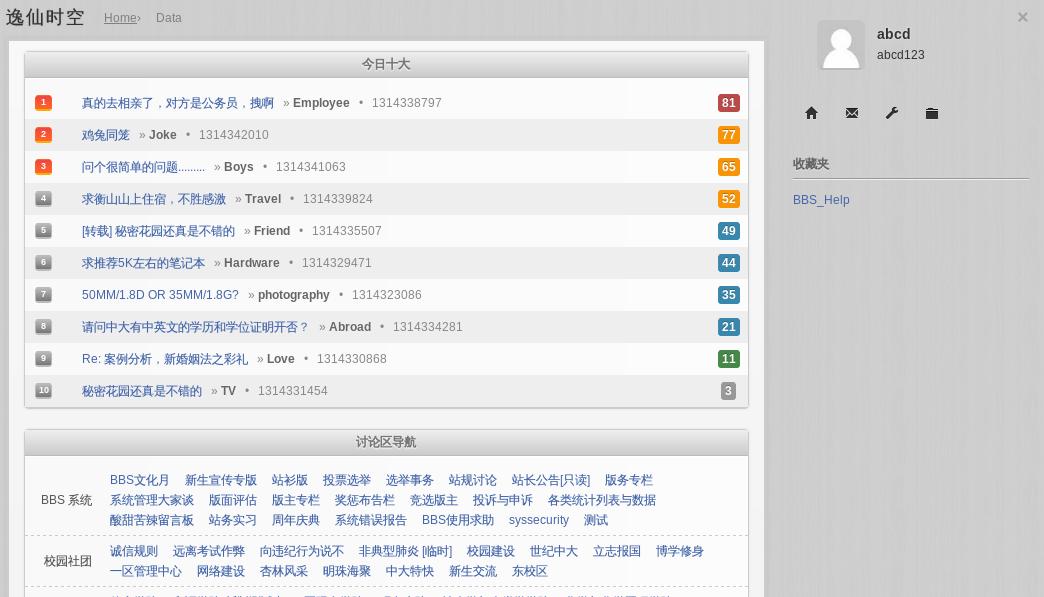 逸仙时空 Home› Data
×
abcd
abcd123
今日十大
1 真的去相亲了，对方是公务员，拽啊 » Employee • 1314338797 81
2 鸡兔同笼 » Joke • 1314342010 77
3 问个很简单的问题......... » Boys • 1314341063 65
4 求衡山山上住宿，不胜感激 » Travel • 1314339824 52
5 [转载] 秘密花园还真是不错的 » Friend • 1314335507 49
6 求推荐5K左右的笔记本 » Hardware • 1314329471 44
7 50MM/1.8D OR 35MM/1.8G? » photography • 1314323086 35
8 请问中大有中英文的学历和学位证明开否？ » Abroad • 1314334281 21
9 Re: 案例分析，新婚姻法之彩礼 » Love • 1314330868 11
10 秘密花园还真是不错的 » TV • 1314331454 3
收藏夹
BBS_Help
讨论区导航
BBS 系统
BBS文化月 新生宣传专版 站衫版 投票选举 选举事务 站规讨论 站长公告[只读] 版务专栏
系统管理大家谈 版面评估 版主专栏 奖惩布告栏 竞选版主 投诉与申诉 各类统计列表与数据
酸甜苦辣留言板 站务实习 周年庆典 系统错误报告 BBS使用求助 syssecurity 测试
校园社团
诚信规则 远离考试作弊 向违纪行为说不 非典型肺炎 [临时] 校园建设 世纪中大 立志报国 博学修身
一区管理中心 网络建设 杏林风采 明珠海聚 中大特快 新生交流 东校区